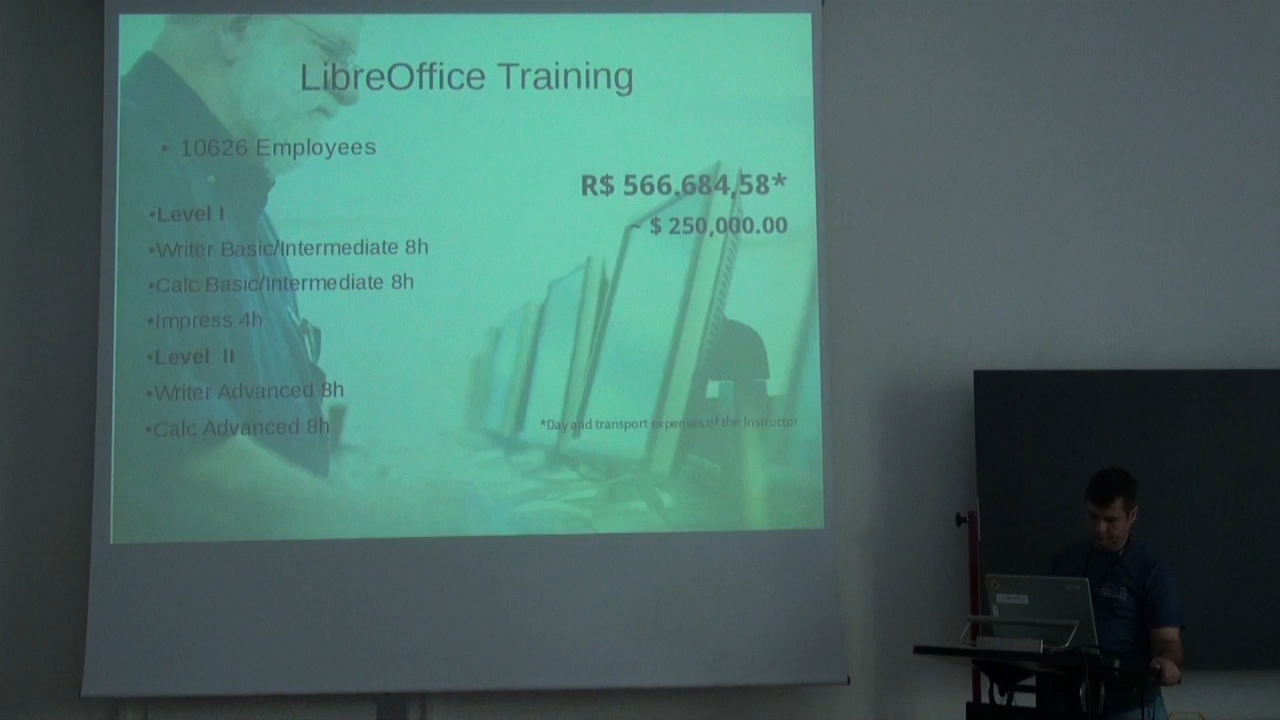 LibreOffice Training
• 10626 Employees
R$ 566.684,58*
~ $ 250,000.00
•Level I
•Writer Basic/Intermediate 8h
•Calc Basic/Intermediate 8h
•Impress 4h
•Level II
•Writer Advanced 8h
•Calc Advanced 8h
*Day and transport expenses of the Instructor